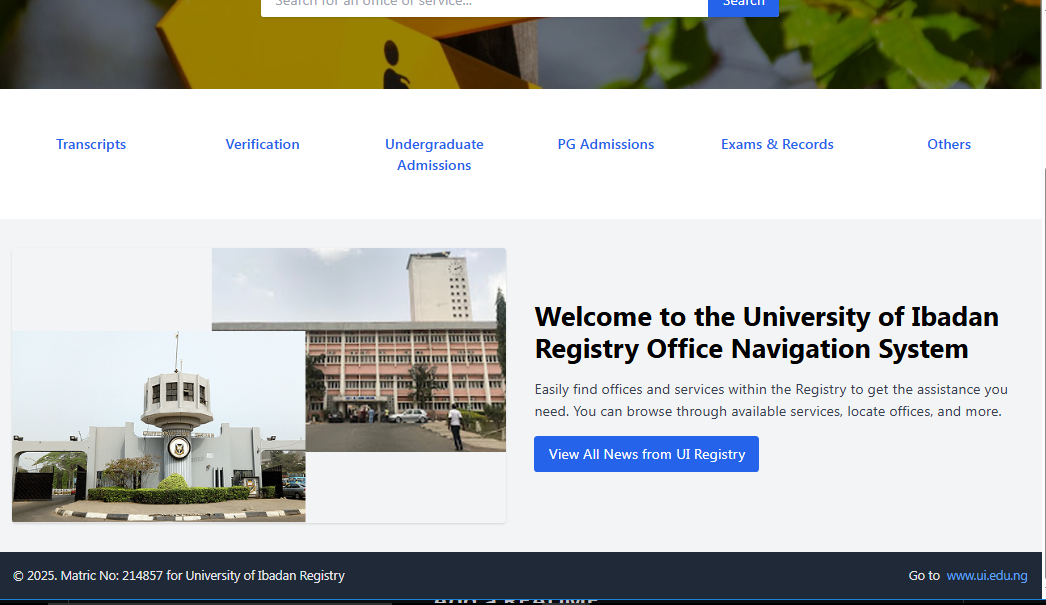 Search for an office or service...
Search
Transcripts
Verification
Undergraduate
Admissions
PG Admissions
Exams & Records
Others
Welcome to the University of Ibadan
Registry Office Navigation System
Easily find offices and services within the Registry to get the assistance you
need. You can browse through available services, locate offices, and more.
View All News from UI Registry
© 2025. Matric No: 214857 for University of Ibadan Registry
Go to www.ui.edu.ng
Add a README